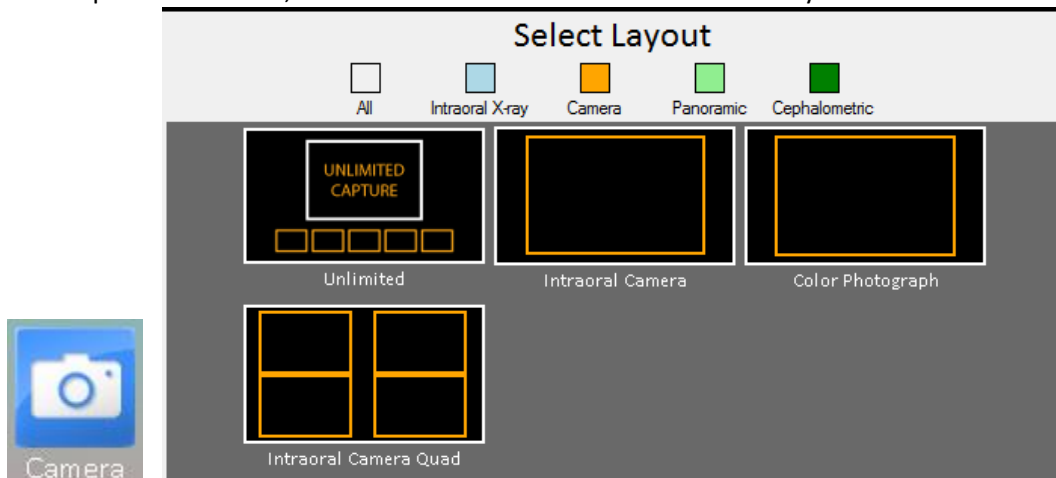 Select Layout
All Intraoral X-ray Camera Panoramic Cephalometric
UNLIMITED
CAPTURE
Unlimited Intraoral Camera Color Photograph
Intraoral Camera Quad
Camera